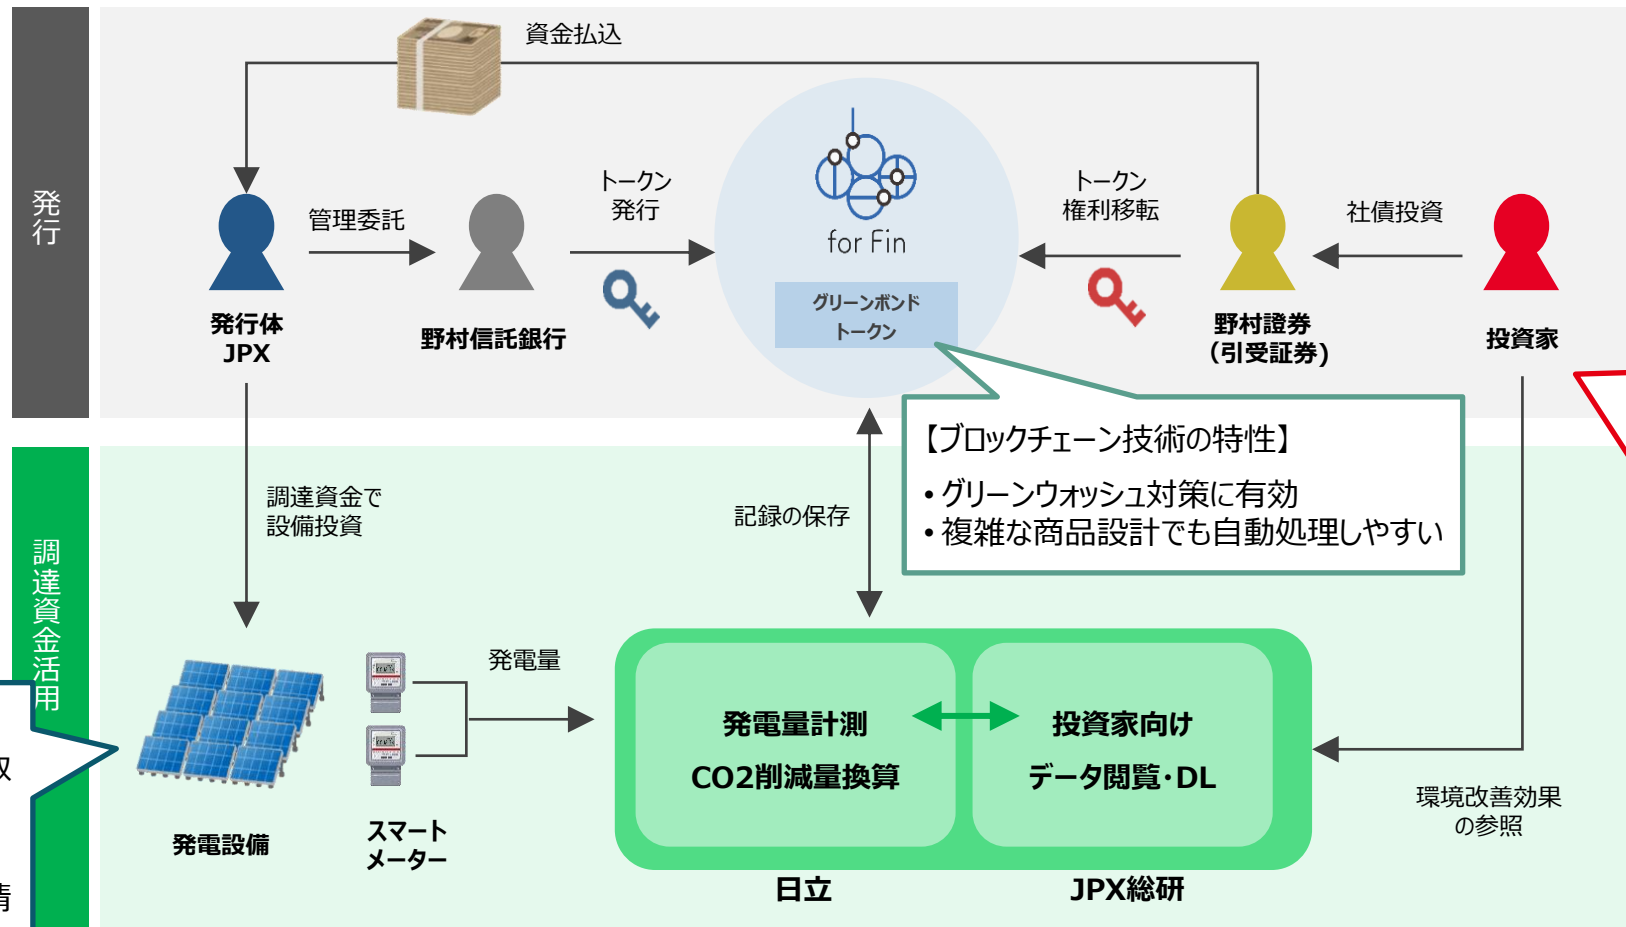 発行
資金払込
管理委託
トークン
発行
for Fin
グリーンボンド
トークン
トークン
権利移転
社債投資
発行体
JPX
野村信託銀行
野村證券
（引受証券）
投資家
【ブロックチェーン技術の特性】
• グリーンウォッシュ対策に有効
• 複雑な商品設計でも自動処理しやすい
調達資金活用
調達資金で
設備投資
記録の保存
発電量
発電設備
スマート
メーター
発電量計測
CO2削減量換算
投資家向け
データ閲覧・DL
環境改善効果
の参照
日立
JPX総研